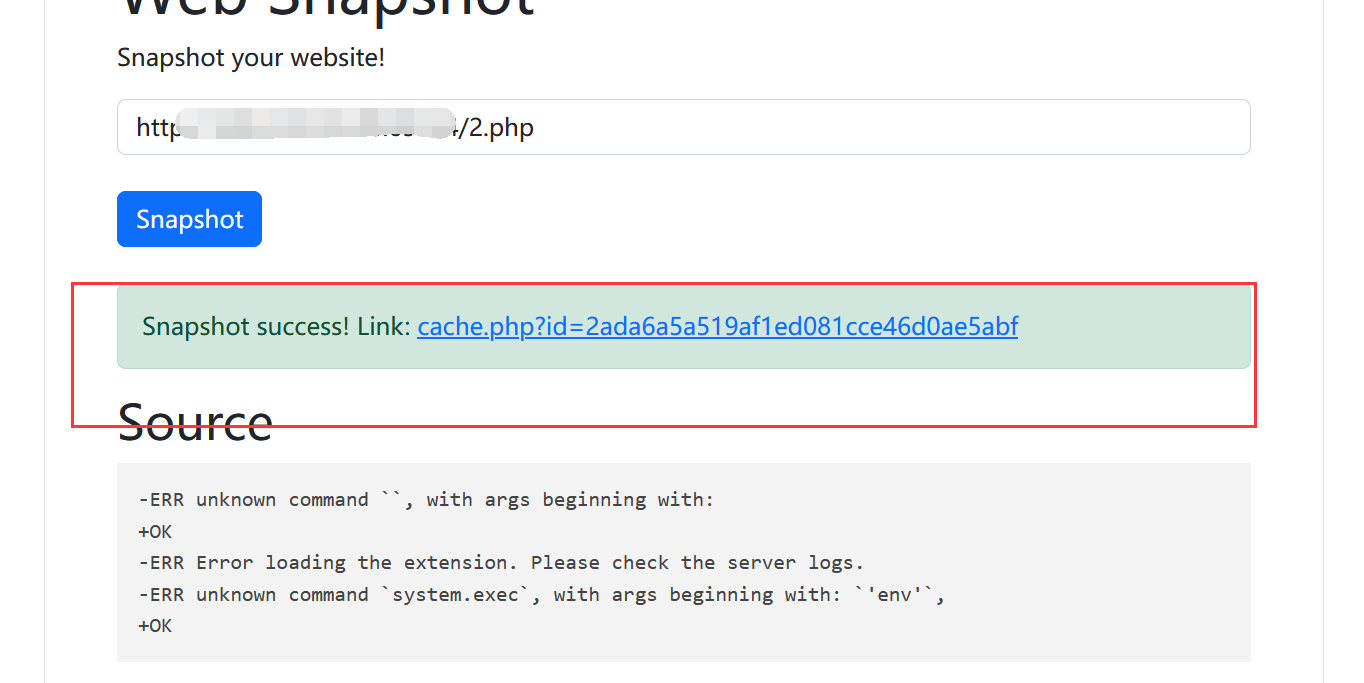 Web Snapshot
Snapshot your website!
http /2.php
Snapshot
Snapshot success! Link: cache.php?id=2ada6a5a519af1ed081cce46d0ae5abf
Source
-ERR unknown command ``, with args beginning with:
+OK
-ERR Error loading the extension. Please check the server logs.
-ERR unknown command `system.exec`, with args beginning with: `'env'`,
+OK